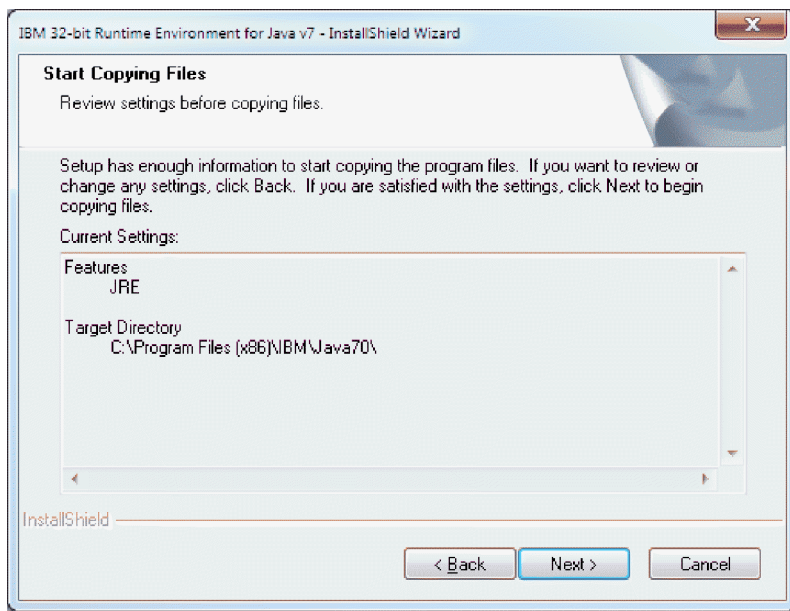 IBM 32-bit Runtime Environment for Java v7 - InstallShield Wizard
Start Copying Files
Review settings before copying files.
Setup has enough information to start copying the program files.  If you want to review or
change any settings, click Back.  If you are satisfied with the settings, click Next to begin
copying files.
Current Settings:
Features
JRE
Target Directory
C:\Program Files (x86)\IBM\Java70\
InstallShield
< Back
Next >
Cancel